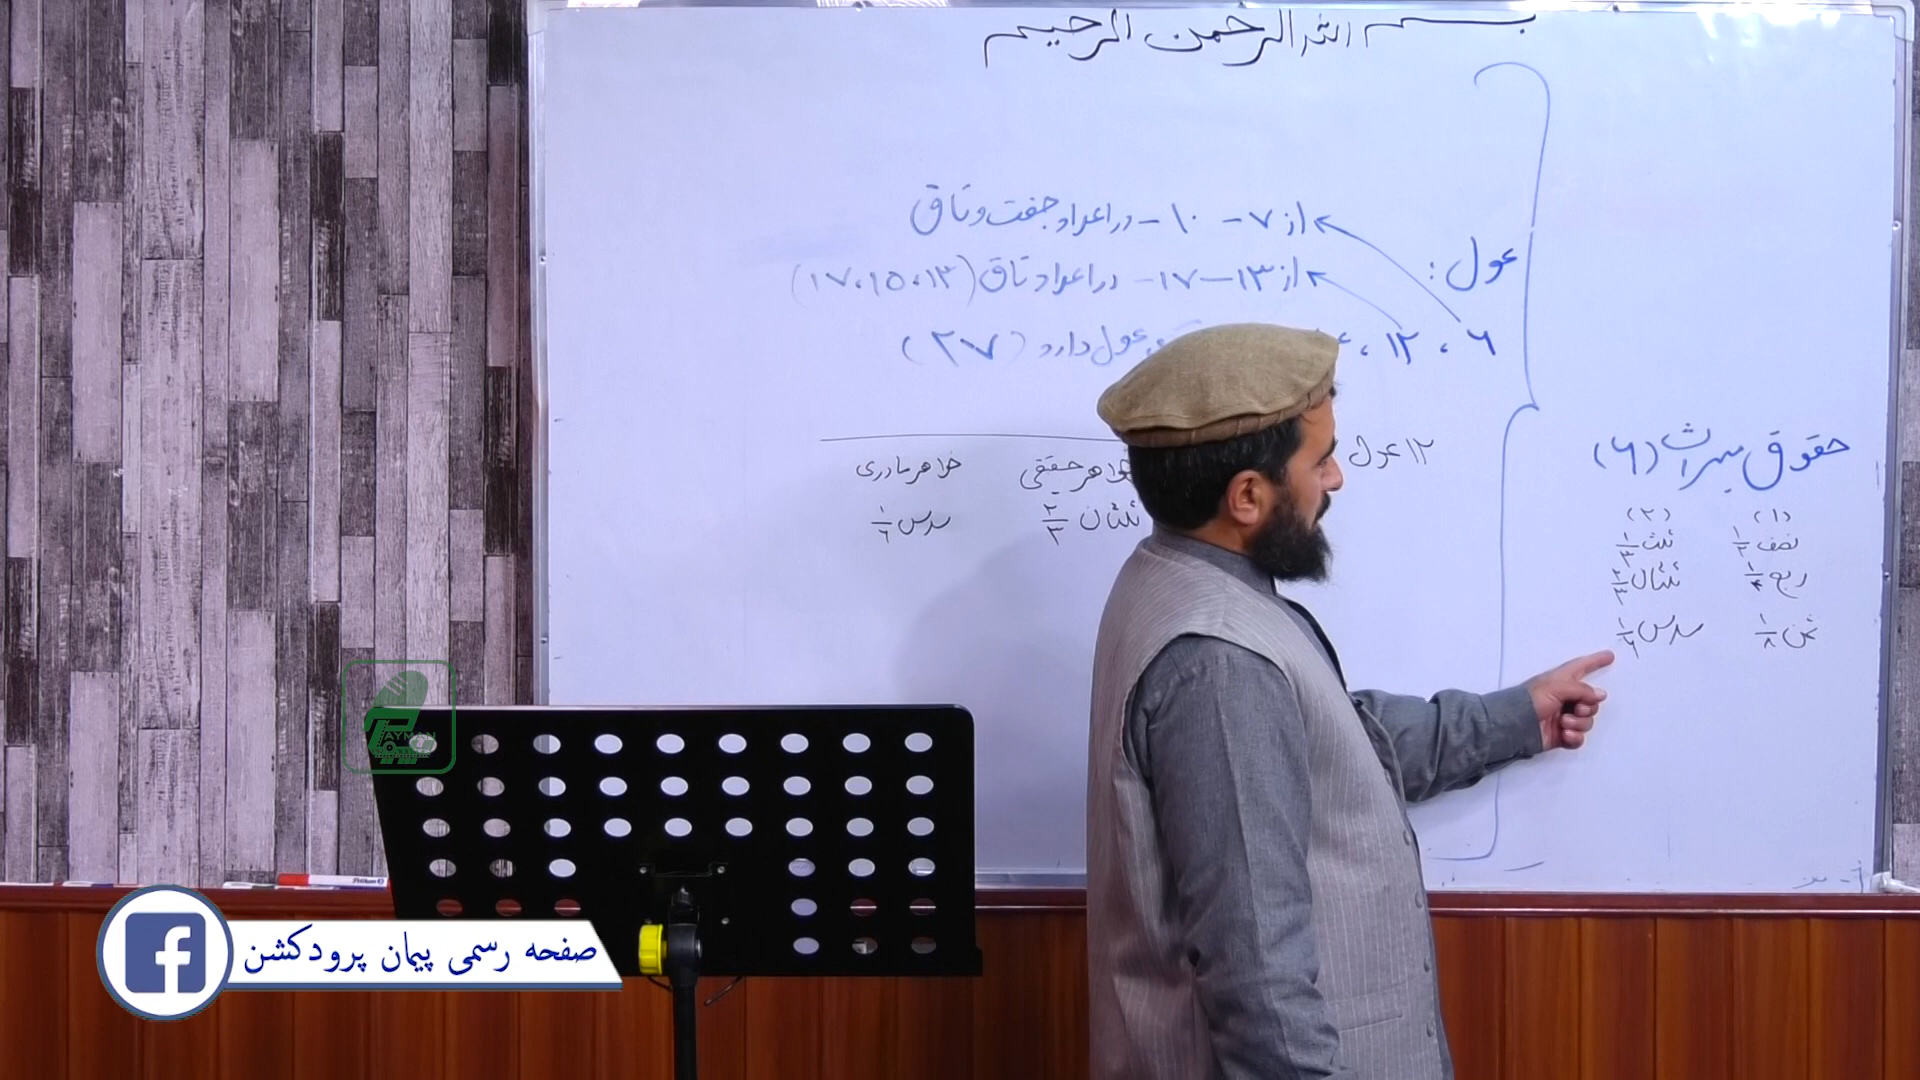 بسم الله الرحمن الرحیم
از ۷ - ۱۰ - در اعداد جفت و تاق
عول:
از ۱۳ - ۱۷ - در اعداد تاق (۱۳، ۱۵، ۱۷)
۶ ، ۱۲ ،
عول دارد (۲۷)
۱۲ عول
خواهر حقیقی
خواهر مادری
ثلثان ۲/۳
سدس ۱/۶
حقوق میراث (۶)
(۱) (۲)
نصف ۱/۲ ثلث ۱/۳
ربع ۱/۴ ثلثان ۲/۳
ثمن ۱/۸ سدس ۱/۶
AYMAN
Pelikan
صفحه رسمی پیمان پرودکشن